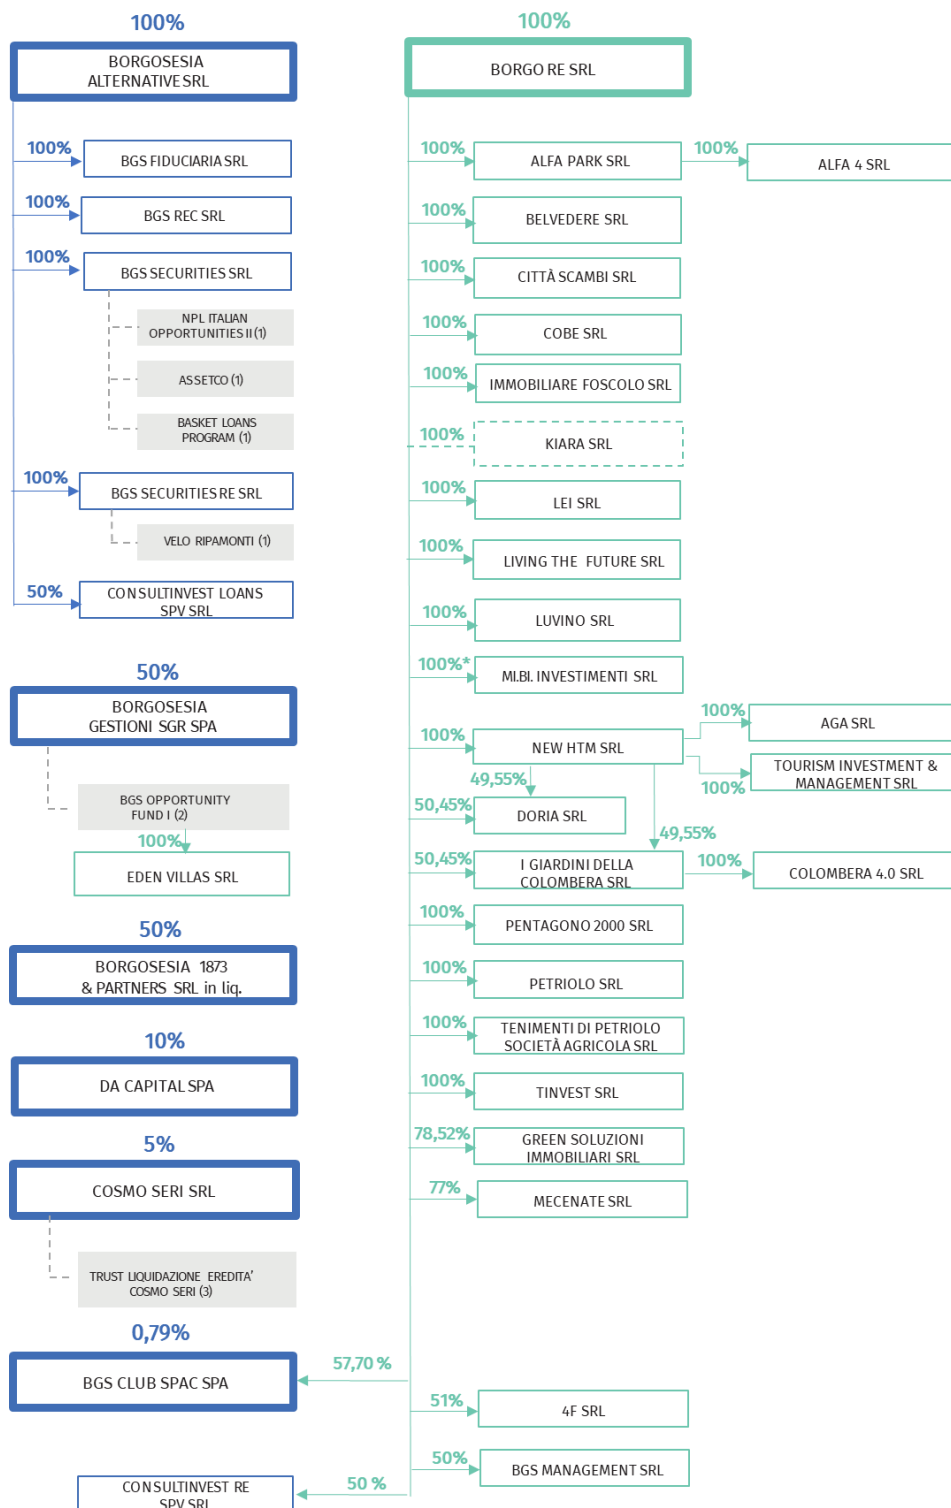 100%
BORGOSESIA
ALTERNATIVE SRL
100%
BGS FIDUCIARIA SRL
100%
BGS REC SRL
100%
BGS SECURITIES SRL
NPL ITALIAN
OPPORTUNITIES II (1)
ASSETCO (1)
BASKET LOANS
PROGRAM (1)
100%
BGS SECURITIES RE SRL
VELO RIPAMONTI (1)
50%
CONSULTINVEST LOANS
SPV SRL
50%
BORGOSESIA
GESTIONI SGR SPA
BGS OPPORTUNITY
FUND I (2)
100%
EDEN VILLAS SRL
50%
BORGOSESIA 1873
& PARTNERS SRL in liq.
10%
DA CAPITAL SPA
5%
COSMO SERI SRL
TRUST LIQUIDAZIONE EREDITA’
COSMO SERI (3)
0,79%
BGS CLUB SPAC SPA
57,70 %
CONSULTINVEST RE
SPV SRL
50 %
100%
BORGO RE SRL
100%
ALFA PARK SRL
100%
ALFA 4 SRL
100%
BELVEDERE SRL
100%
CITTÀ SCAMBI SRL
100%
COBE SRL
100%
IMMOBILIARE FOSCOLO SRL
100%
KIARA SRL
100%
LEI SRL
100%
LIVING THE FUTURE SRL
100%
LUVINO SRL
100%*
MI.BI. INVESTIMENTI SRL
100%
NEW HTM SRL
100%
AGA SRL
100%
TOURISM INVESTMENT &
MANAGEMENT SRL
49,55%
50,45%
DORIA SRL
49,55%
50,45%
I GIARDINI DELLA
COLOMBERA SRL
100%
COLOMBERA 4.0 SRL
100%
PENTAGONO 2000 SRL
100%
PETRIOLO SRL
100%
TENIMENTI DI PETRIOLO
SOCIETÀ AGRICOLA SRL
100%
TINVEST SRL
78,52%
GREEN SOLUZIONI
IMMOBILIARI SRL
77%
MECENATE SRL
51%
4F SRL
50%
BGS MANAGEMENT SRL